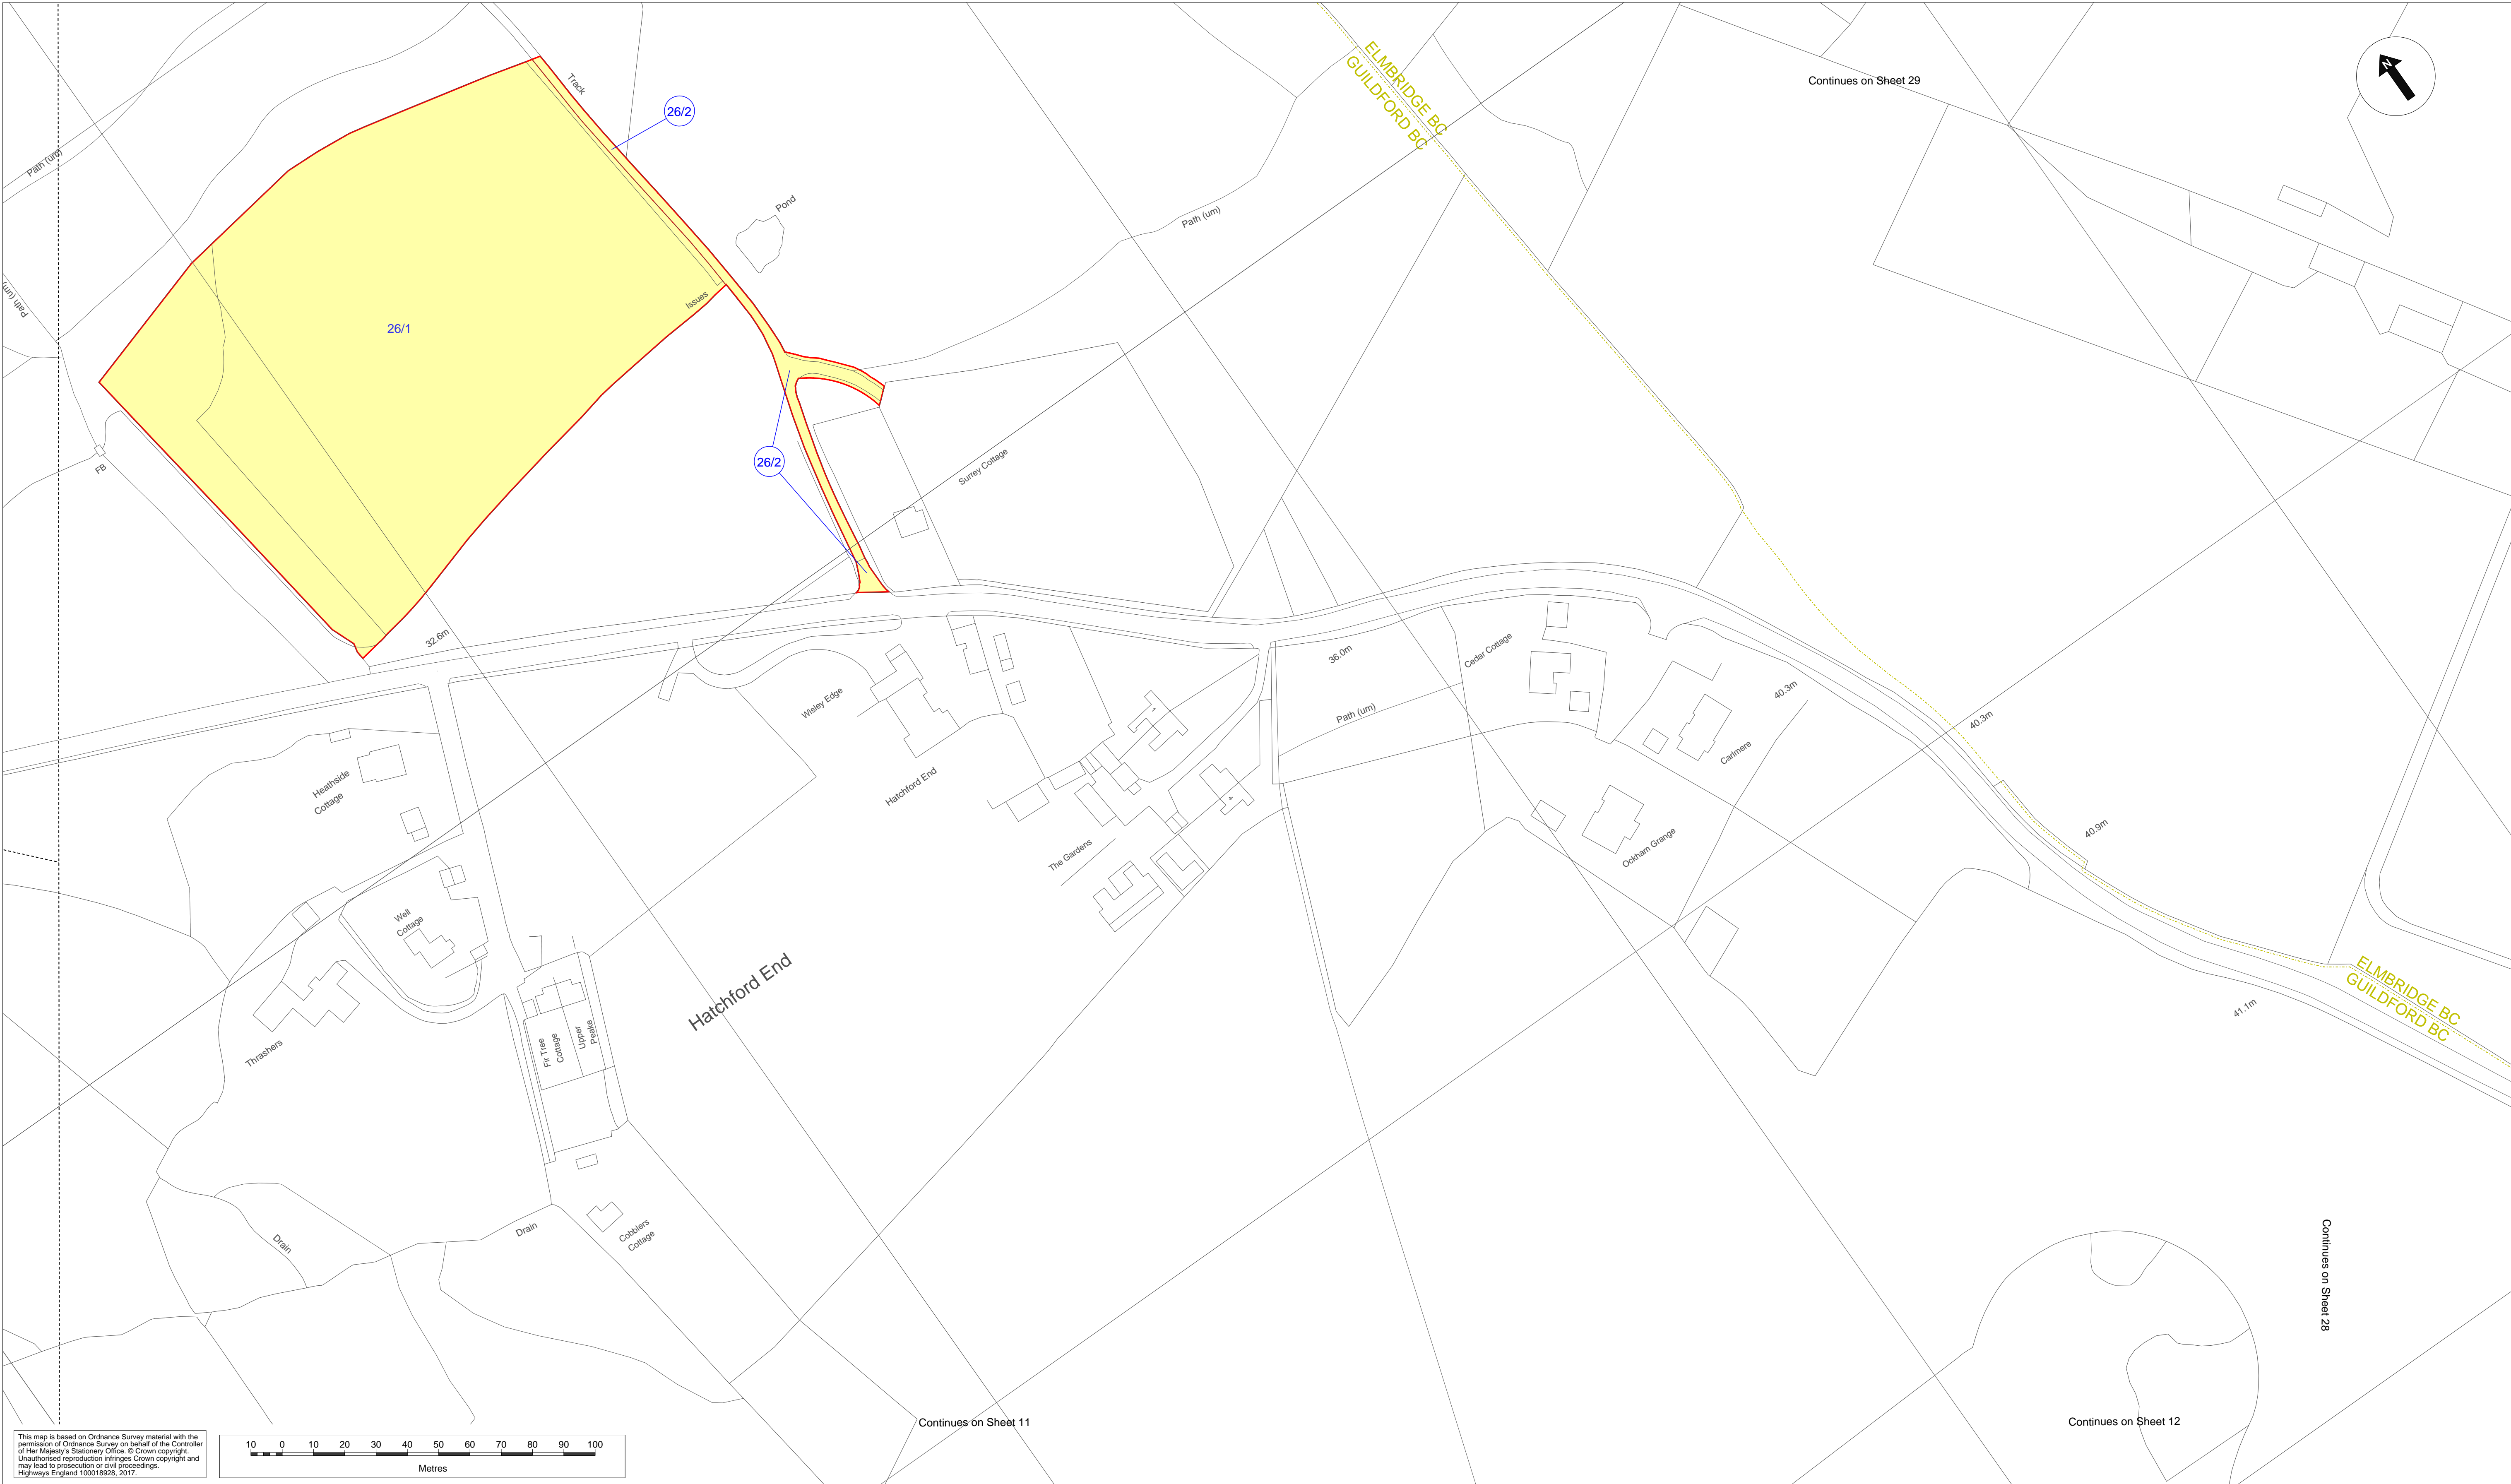 Continues on Sheet 29
N
ELMBRIDGE BC
GUILDFORD BC
Track
26/2
Path (um)
Pond
Path (um)
Path (um)
Issues
26/1
26/2
FB
Surrey Cottage
32.6m
36.0m
Cedar Cottage
40.3m
Wisley Edge
Path (um)
1
40.3m
Carlmere
Heathside
Cottage
Hatchford End
4
40.9m
Ockham Grange
The Gardens
Well
Cottage
Hatchford End
ELMBRIDGE BC
GUILDFORD BC
41.1m
Thrashers
Fir Tree
Cottage
Upper
Peake
Drain
Drain
Cobblers
Cottage
Continues on Sheet 28
Continues on Sheet 11
Continues on Sheet 12
This map is based on Ordnance Survey material with the
permission of Ordnance Survey on behalf of the Controller
of Her Majesty's Stationery Office. © Crown copyright.
Unauthorised reproduction infringes Crown copyright and
may lead to prosecution or civil proceedings.
Highways England 100018928, 2017.
10 0 10 20 30 40 50 60 70 80 90 100
Metres